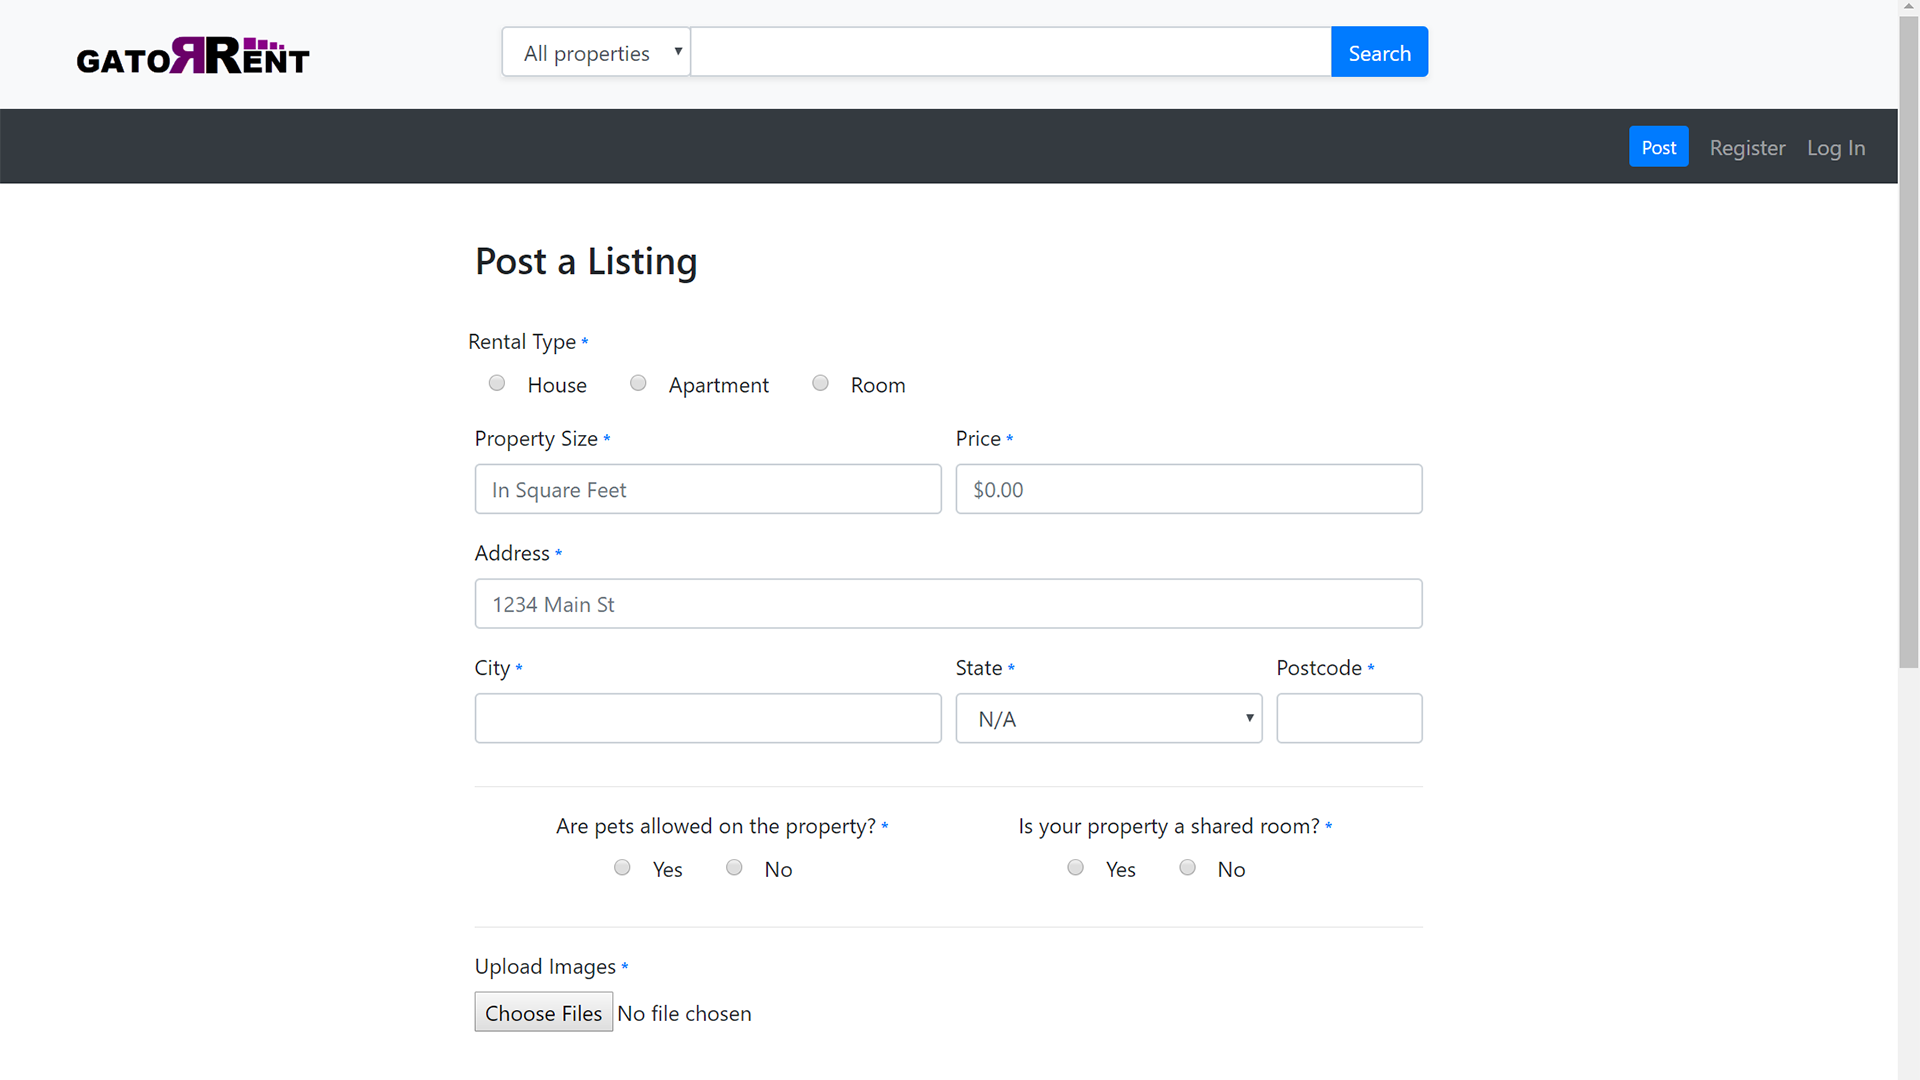 GATORRENT
All properties
Search
Post Register Log In
Post a Listing
Rental Type *
House Apartment Room
Property Size * Price *
In Square Feet $0.00
Address *
1234 Main St
City * State * Postcode *
N/A
Are pets allowed on the property? * Is your property a shared room? *
Yes No Yes No
Upload Images *
Choose Files No file chosen